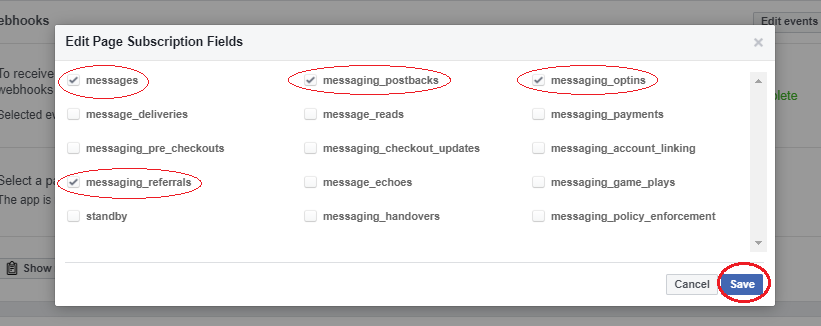 ebhooks
Edit events
Edit Page Subscription Fields
To receive
webhooks
plete
Selected ev
messages messaging_postbacks messaging_optins
message_deliveries message_reads messaging_payments
messaging_pre_checkouts messaging_checkout_updates messaging_account_linking
Select a pa
messaging_referrals message_echoes messaging_game_plays
The app is
standby messaging_handovers messaging_policy_enforcement
Show
Cancel Save